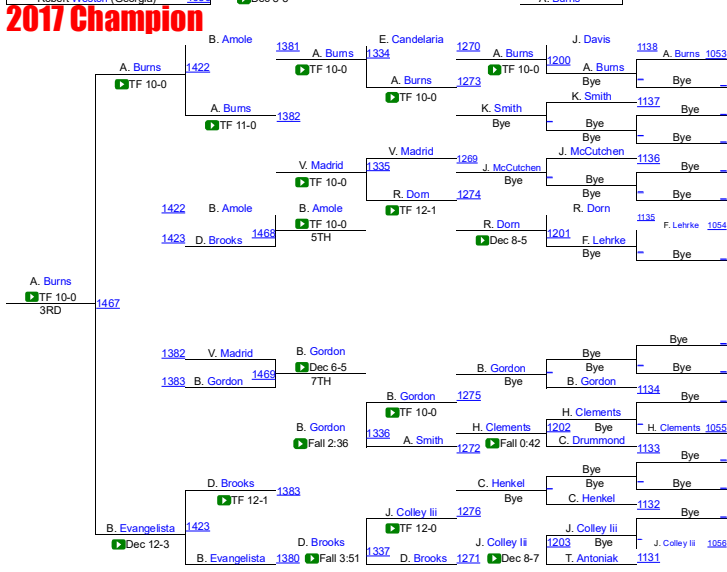 2017 Champion
B. Amole
1381
E. Candelaria
1270
J. Davis
1138
A. Burns 1053
A. Burns
1334
A. Burns
1200
A. Burns
1422
TF 10-0
TF 10-0
A. Burns
Bye
TF 10-0
A. Burns
1273
Bye
TF 10-0
K. Smith
A. Burns
K. Smith
1137
Bye
TF 11-0
1382
Bye
Bye
Bye
Bye
V. Madrid
1269
J. McCutchen
1136
V. Madrid
1335
J. McCutchen
Bye
TF 10-0
Bye
Bye
Bye
R. Dorn
1274
Bye
1422
B. Amole
B. Amole
TF 12-1
R. Dorn
1135
F. Lehrke 1054
TF 10-0
R. Dorn
1423
D. Brooks
1468
5TH
Dec 8-5
1201
F. Lehrke
Bye
Bye
A. Burns
TF 10-0
1467
3RD
Bye
1382
V. Madrid
B. Gordon
Bye
Dec 6-5
B. Gordon
Bye
Bye
1383
B. Gordon
1469
7TH
Bye
B. Gordon
1134
B. Gordon
1275
Bye
TF 10-0
H. Clements
B. Gordon
1336
H. Clements
1202
Bye
H. Clements 1055
Fall 2:36
A. Smith
1272
Fall 0:42
C. Drummond
1133
Bye
Bye
D. Brooks
1383
C. Henkel
Bye
Bye
TF 12-1
Bye
C. Henkel
1132
J. Colley Iii
1276
Bye
B. Evangelista
1423
TF 12-0
J. Colley Iii
Dec 12-3
D. Brooks
1337
J. Colley Iii
1203
Bye
J. Colley Iii 1056
B. Evangelista
1380
Fall 3:51
D. Brooks
1271
Dec 8-7
T. Antoniak
1131